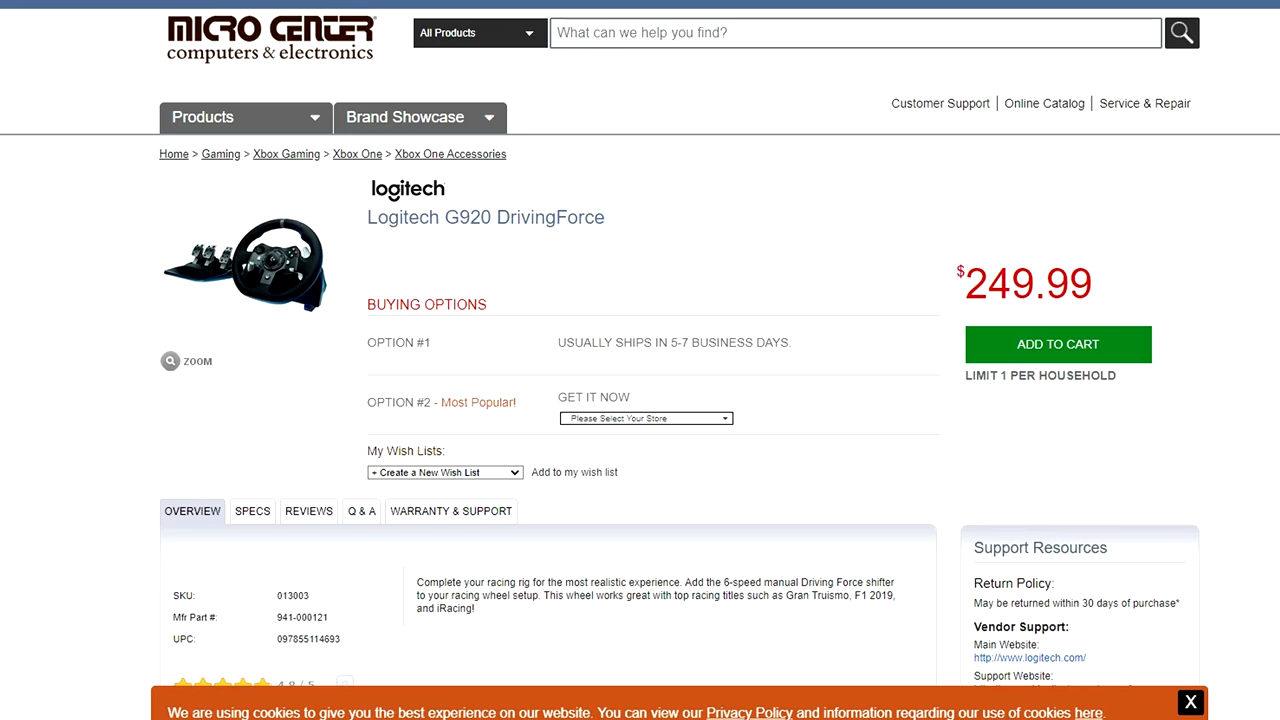 MICRO CENTER
computers & electronics
All Products
What can we help you find?
Customer Support | Online Catalog | Service & Repair
Products
Brand Showcase
Home > Gaming > Xbox Gaming > Xbox One > Xbox One Accessories
logitech
Logitech G920 DrivingForce
$249.99
BUYING OPTIONS
OPTION #1 USUALLY SHIPS IN 5-7 BUSINESS DAYS.
ADD TO CART
LIMIT 1 PER HOUSEHOLD
ZOOM
OPTION #2 - Most Popular! GET IT NOW
Please Select Your Store
My Wish Lists:
+ Create a New Wish List Add to my wish list
OVERVIEW SPECS REVIEWS Q & A WARRANTY & SUPPORT
SKU: 013003
Mfr Part #: 941-000121
UPC: 097855114693
Complete your racing rig for the most realistic experience. Add the 6-speed manual Driving Force shifter
to your racing wheel setup. This wheel works great with top racing titles such as Gran Truismo, F1 2019,
and iRacing!
4.8 / 5
Support Resources
Return Policy:
May be returned within 30 days of purchase*
Vendor Support:
Main Website:
http://www.logitech.com/
Support Website:
We are using cookies to give you the best experience on our website. You can view our Privacy Policy and information regarding our use of cookies here.
X